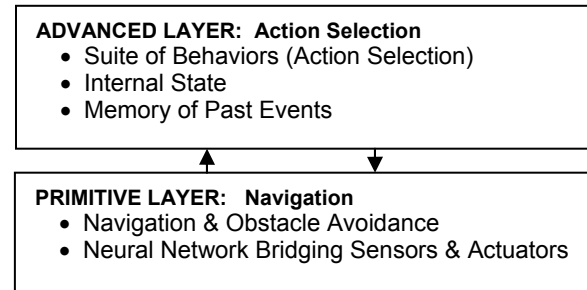 ADVANCED LAYER: Action Selection
• Suite of Behaviors (Action Selection)
• Internal State
• Memory of Past Events
PRIMITIVE LAYER: Navigation
• Navigation & Obstacle Avoidance
• Neural Network Bridging Sensors & Actuators